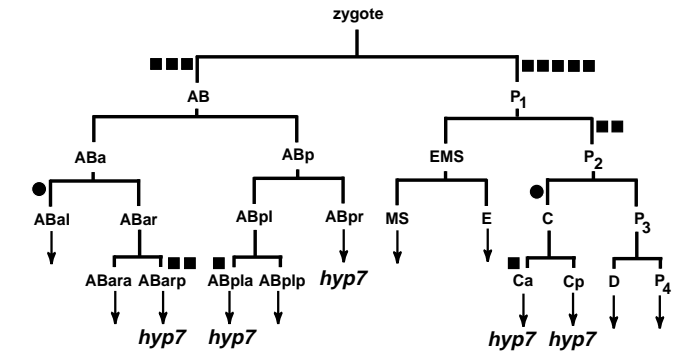 zygote
AB P1
ABa ABp EMS P2
ABal ABar ABpl ABpr MS E C P3
ABara ABarp ABpla ABplp hyp7 Ca Cp D P4
hyp7 hyp7 hyp7 hyp7